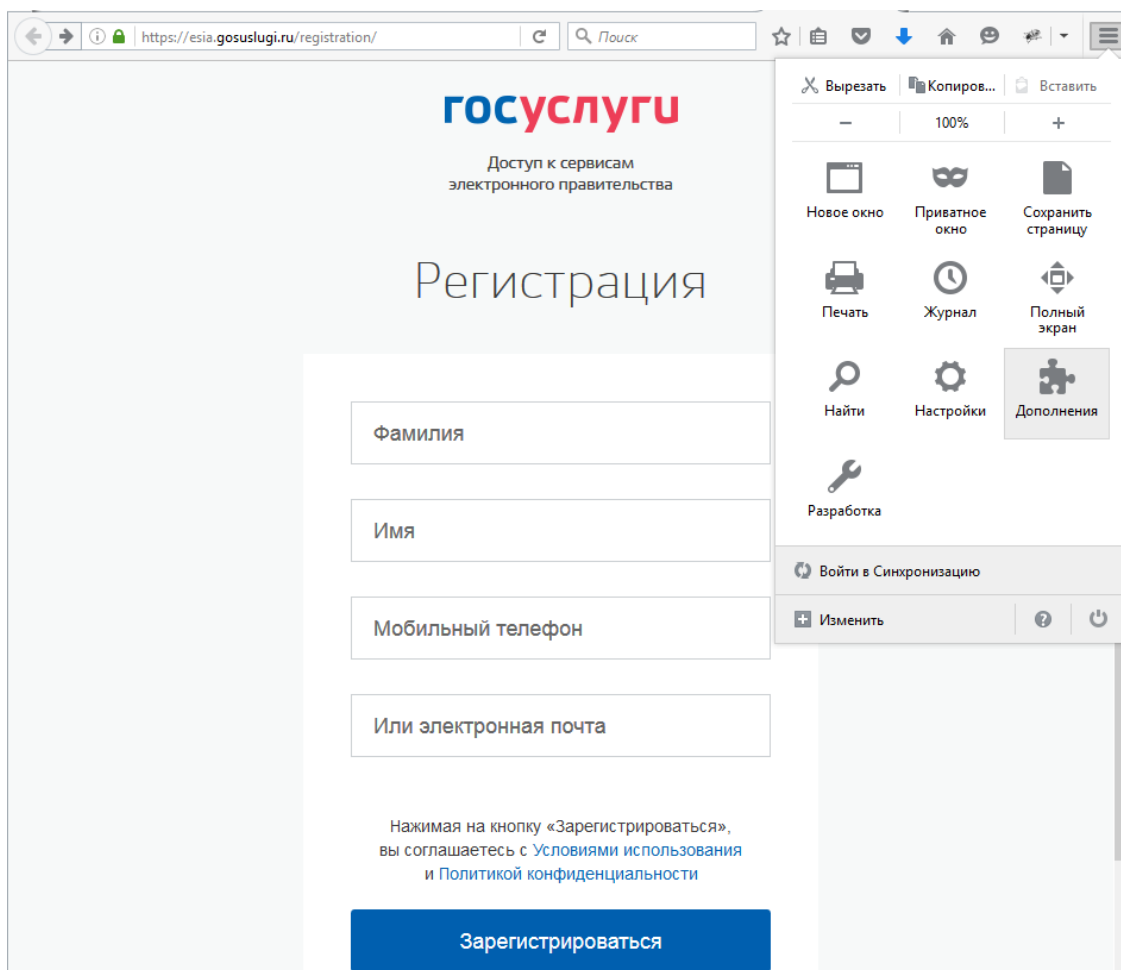 https://esia.gosuslugi.ru/registration/
Поиск
госуслуги
Доступ к сервисам
электронного правительства
Регистрация
Фамилия
Имя
Мобильный телефон
Или электронная почта
Нажимая на кнопку «Зарегистрироваться»,
вы соглашаетесь с Условиями использования
и Политикой конфиденциальности
Зарегистрироваться
Вырезать
Копиров...
Вставить
− 100% +
Новое окно
Приватное
окно
Сохранить
страницу
Печать
Журнал
Полный
экран
Найти
Настройки
Дополнения
Разработка
Войти в Синхронизацию
Изменить